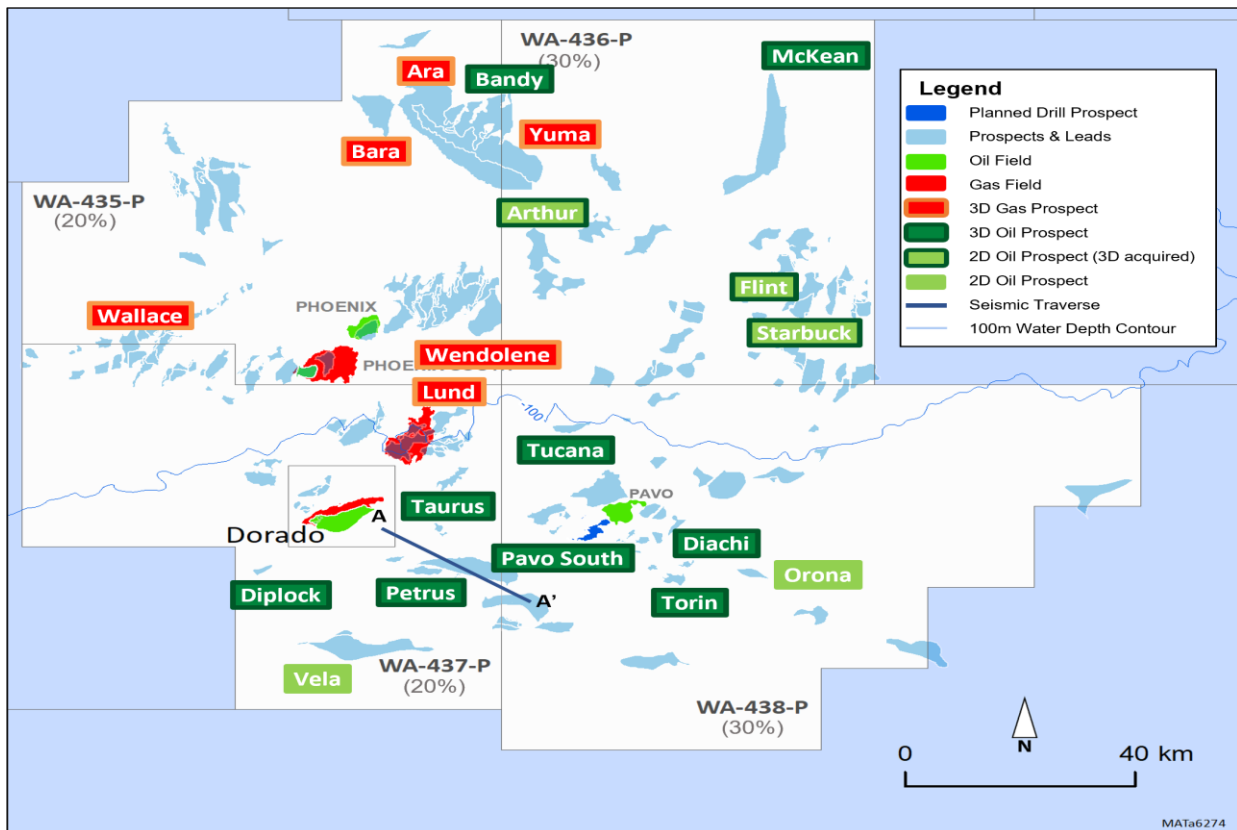 WA-436-P
(30%)
McKean
Ara
Bandy
Legend
Planned Drill Prospect
Prospects & Leads
Oil Field
Gas Field
3D Gas Prospect
3D Oil Prospect
2D Oil Prospect (3D acquired)
2D Oil Prospect
Seismic Traverse
100m Water Depth Contour
Yuma
Bara
WA-435-P
(20%)
Arthur
Flint
Wallace
PHOENIX
Starbuck
Wendolene
PHOENIX
Lund
-100
Tucana
PAVO
Taurus
A
Dorado
Diachi
Pavo South
Orona
Diplock
Petrus
A'
Torin
WA-437-P
(20%)
Vela
WA-438-P
(30%)
N
0
40 km
MATa6274